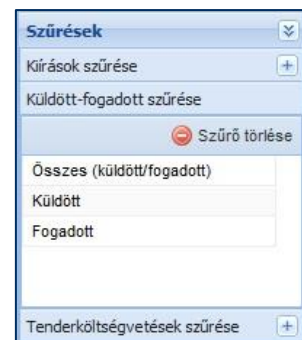 Szűrések
Kiírások szűrése
Küldött-fogadott szűrése
Szűrő törlése
Összes (küldött/fogadott)
Küldött
Fogadott
Tenderköltségvetések szűrése